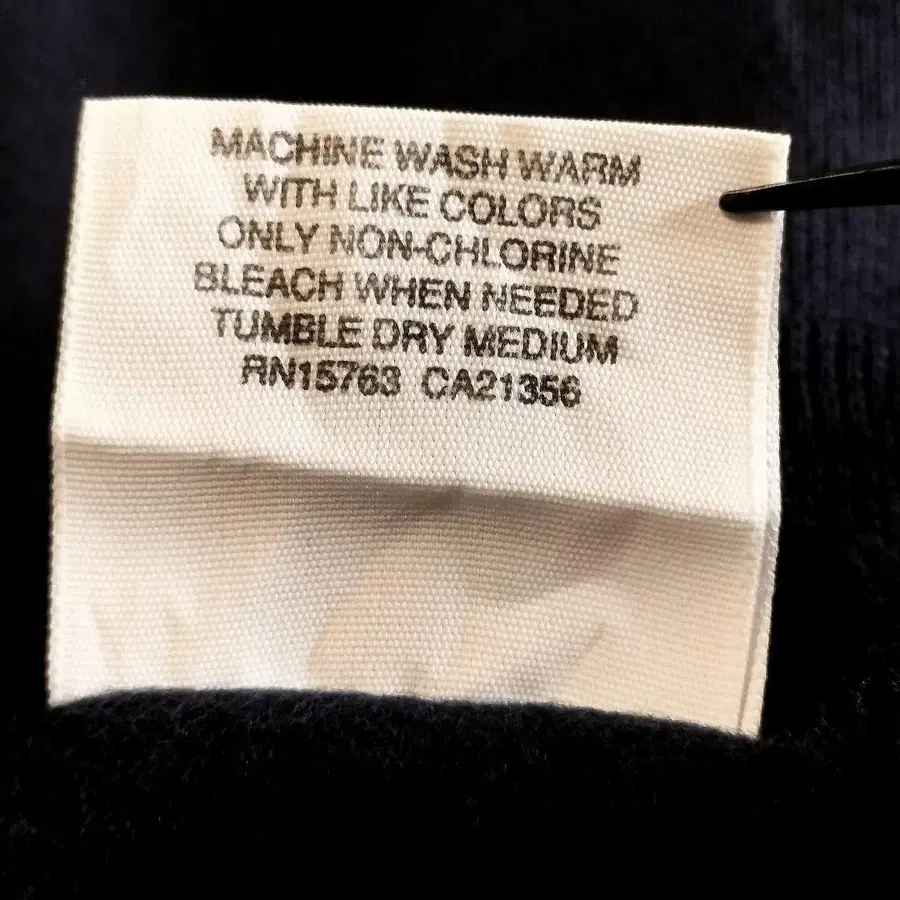 MACHINE WASH WARM
WITH LIKE COLORS
ONLY NON-CHLORINE
BLEACH WHEN NEEDED
TUMBLE DRY MEDIUM
RN15763 CA21356